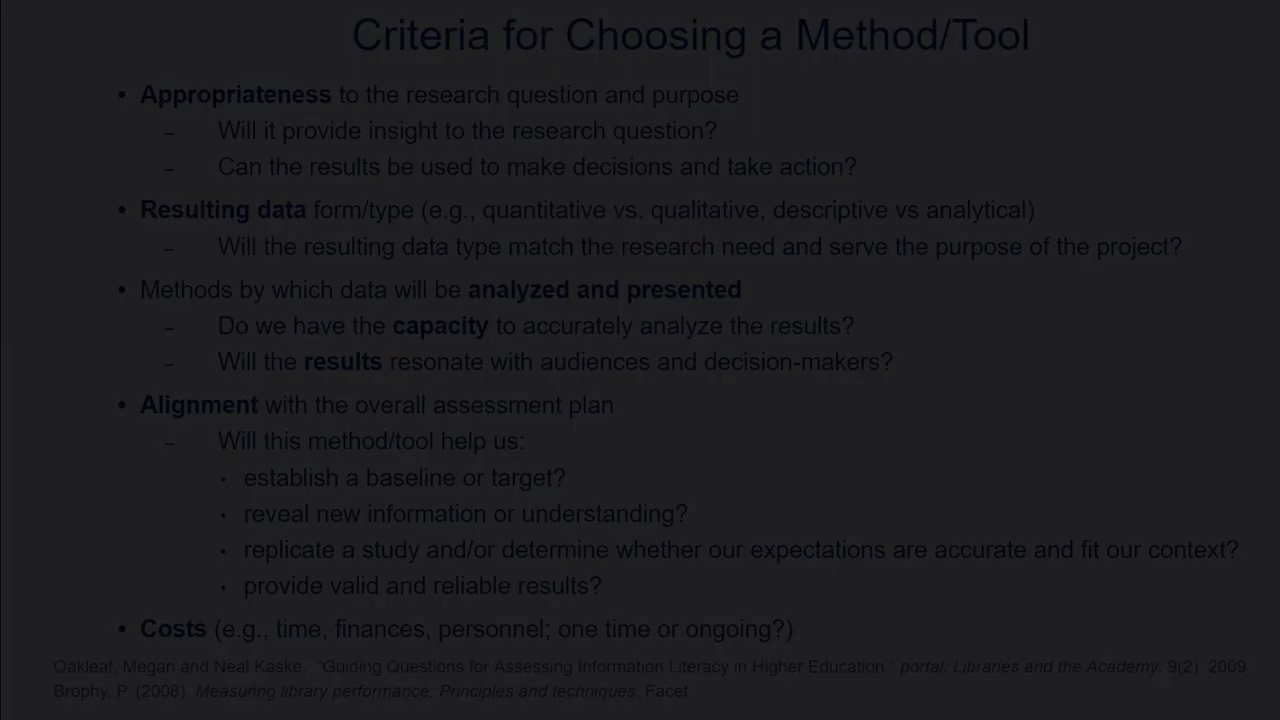 Criteria for Choosing a Method/Tool
• Appropriateness to the research question and purpose
– Will it provide insight to the research question?
– Can the results be used to make decisions and take action?
• Resulting data form/type (e.g., quantitative vs. qualitative, descriptive vs analytical)
– Will the resulting data type match the research need and serve the purpose of the project?
• Methods by which data will be analyzed and presented
– Do we have the capacity to accurately analyze the results?
– Will the results resonate with audiences and decision-makers?
• Alignment with the overall assessment plan
– Will this method/tool help us:
• establish a baseline or target?
• reveal new information or understanding?
• replicate a study and/or determine whether our expectations are accurate and fit our context?
• provide valid and reliable results?
• Costs (e.g., time, finances, personnel; one time or ongoing?)
Oakleaf, Megan and Neal Kaske. "Guiding Questions for Assessing Information Literacy in Higher Education." portal: Libraries and the Academy. 9(2). 2009
Brophy, P. (2008). Measuring library performance: Principles and techniques. Facet.